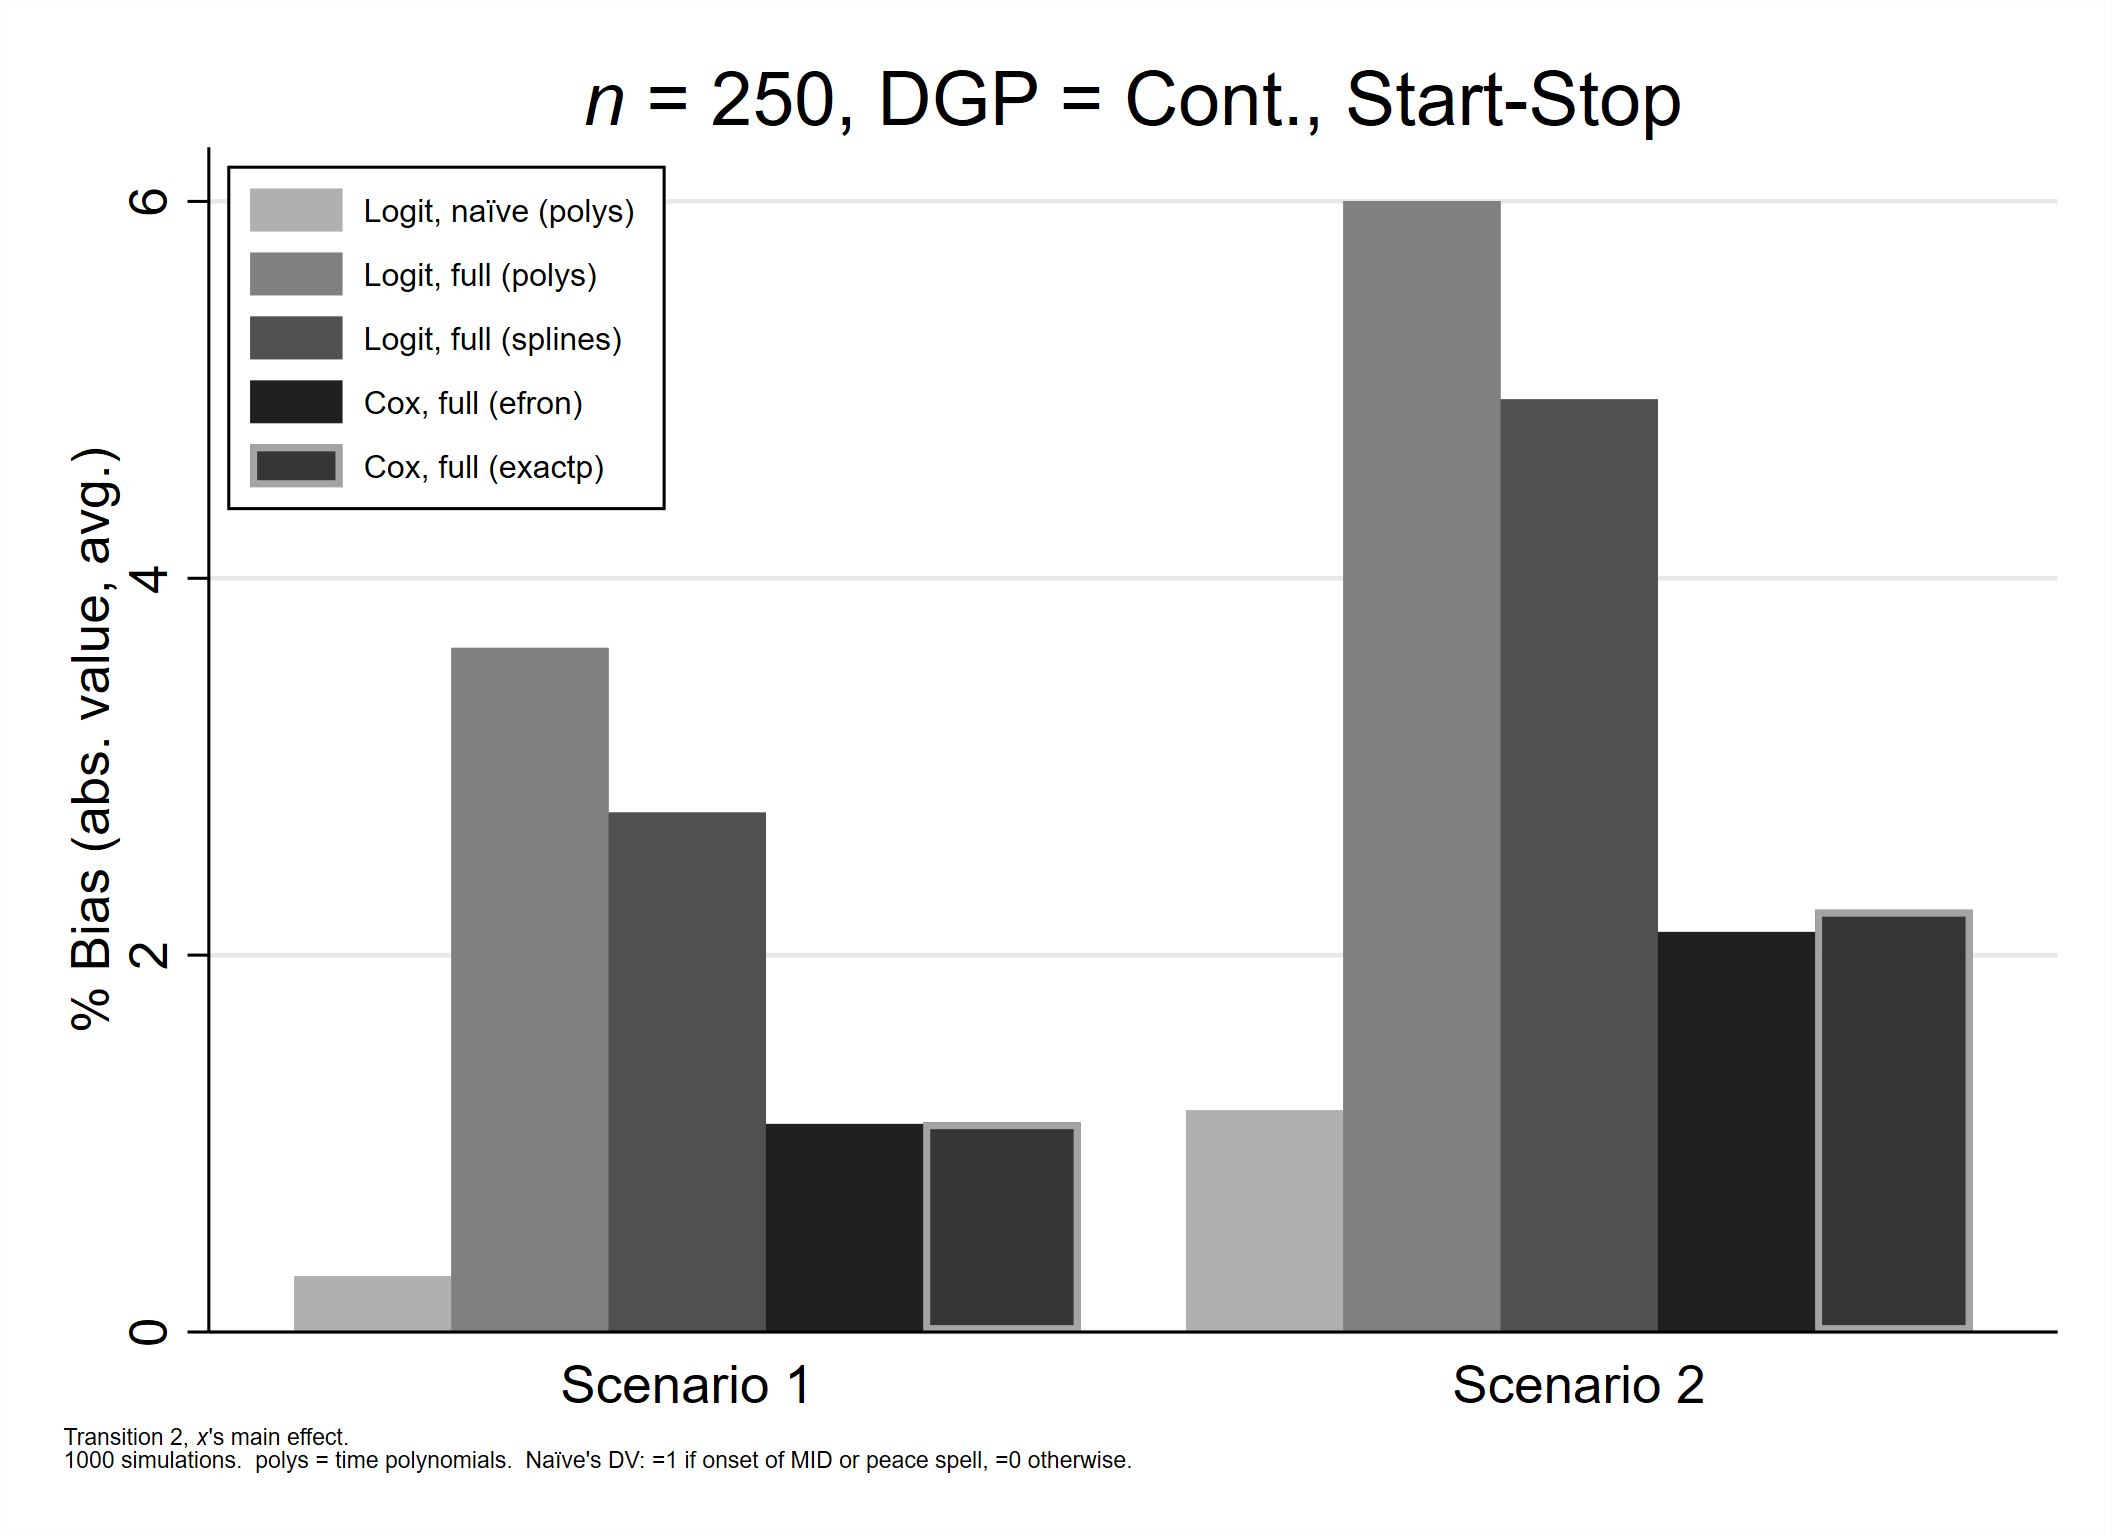 n = 250, DGP = Cont., Start-Stop
Logit, naïve (polys)
Logit, full (polys)
Logit, full (splines)
Cox, full (efron)
Cox, full (exactp)
% Bias (abs. value, avg.)
6
4
2
0
Scenario 1
Scenario 2
Transition 2, x's main effect.
1000 simulations.  polys = time polynomials.  Naïve's DV: =1 if onset of MID or peace spell, =0 otherwise.